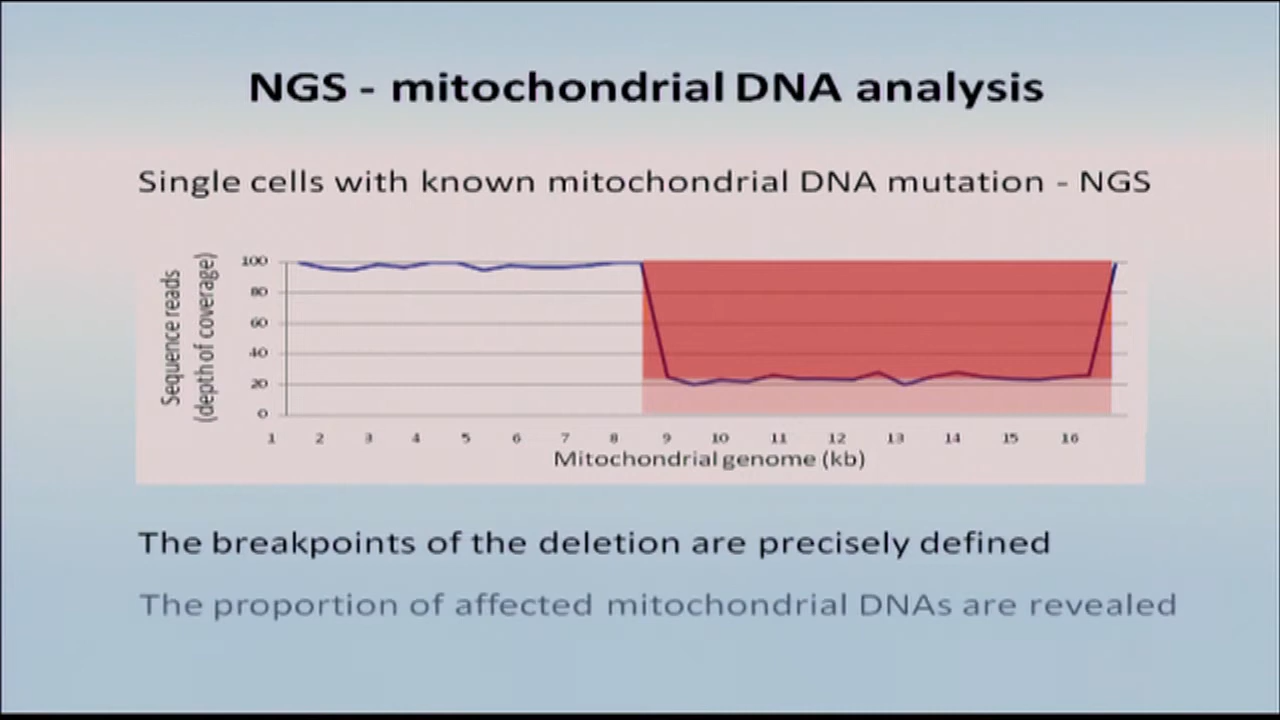 NGS - mitochondrial DNA analysis
Single cells with known mitochondrial DNA mutation - NGS
Sequence reads
(depth of coverage)
100
80
60
40
20
0
1 2 3 4 5 6 7 8 9 10 11 12 13 14 15 16
Mitochondrial genome (kb)
The breakpoints of the deletion are precisely defined
The proportion of affected mitochondrial DNAs are revealed